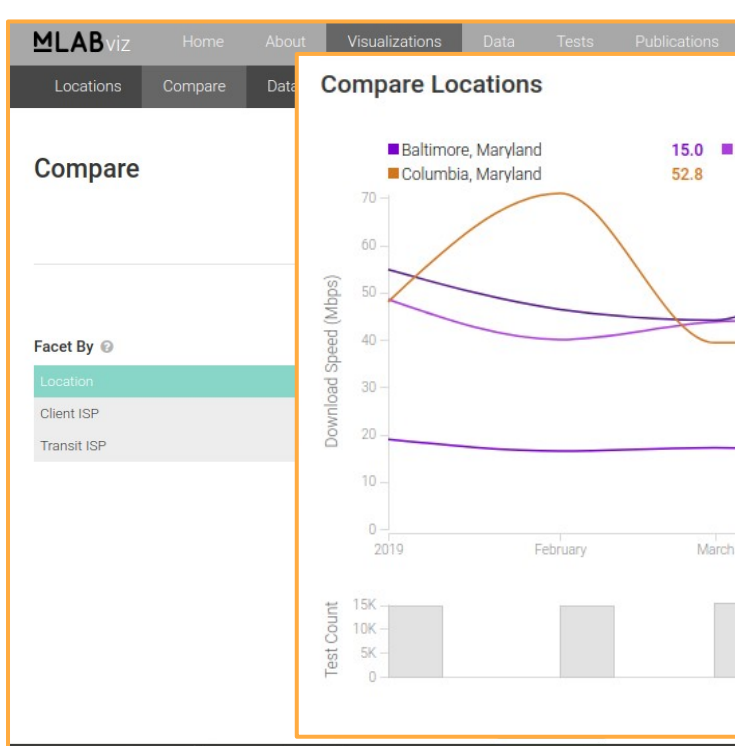 MLABviz Home About Visualizations Data Tests Publications
Locations Compare Data
Compare
Facet By
Location
Client ISP
Transit ISP
Compare Locations
Baltimore, Maryland 15.0
Columbia, Maryland 52.8
Download Speed (Mbps)
70
60
50
40
30
20
10
0
2019 February March
Test Count
15K
10K
5K
0